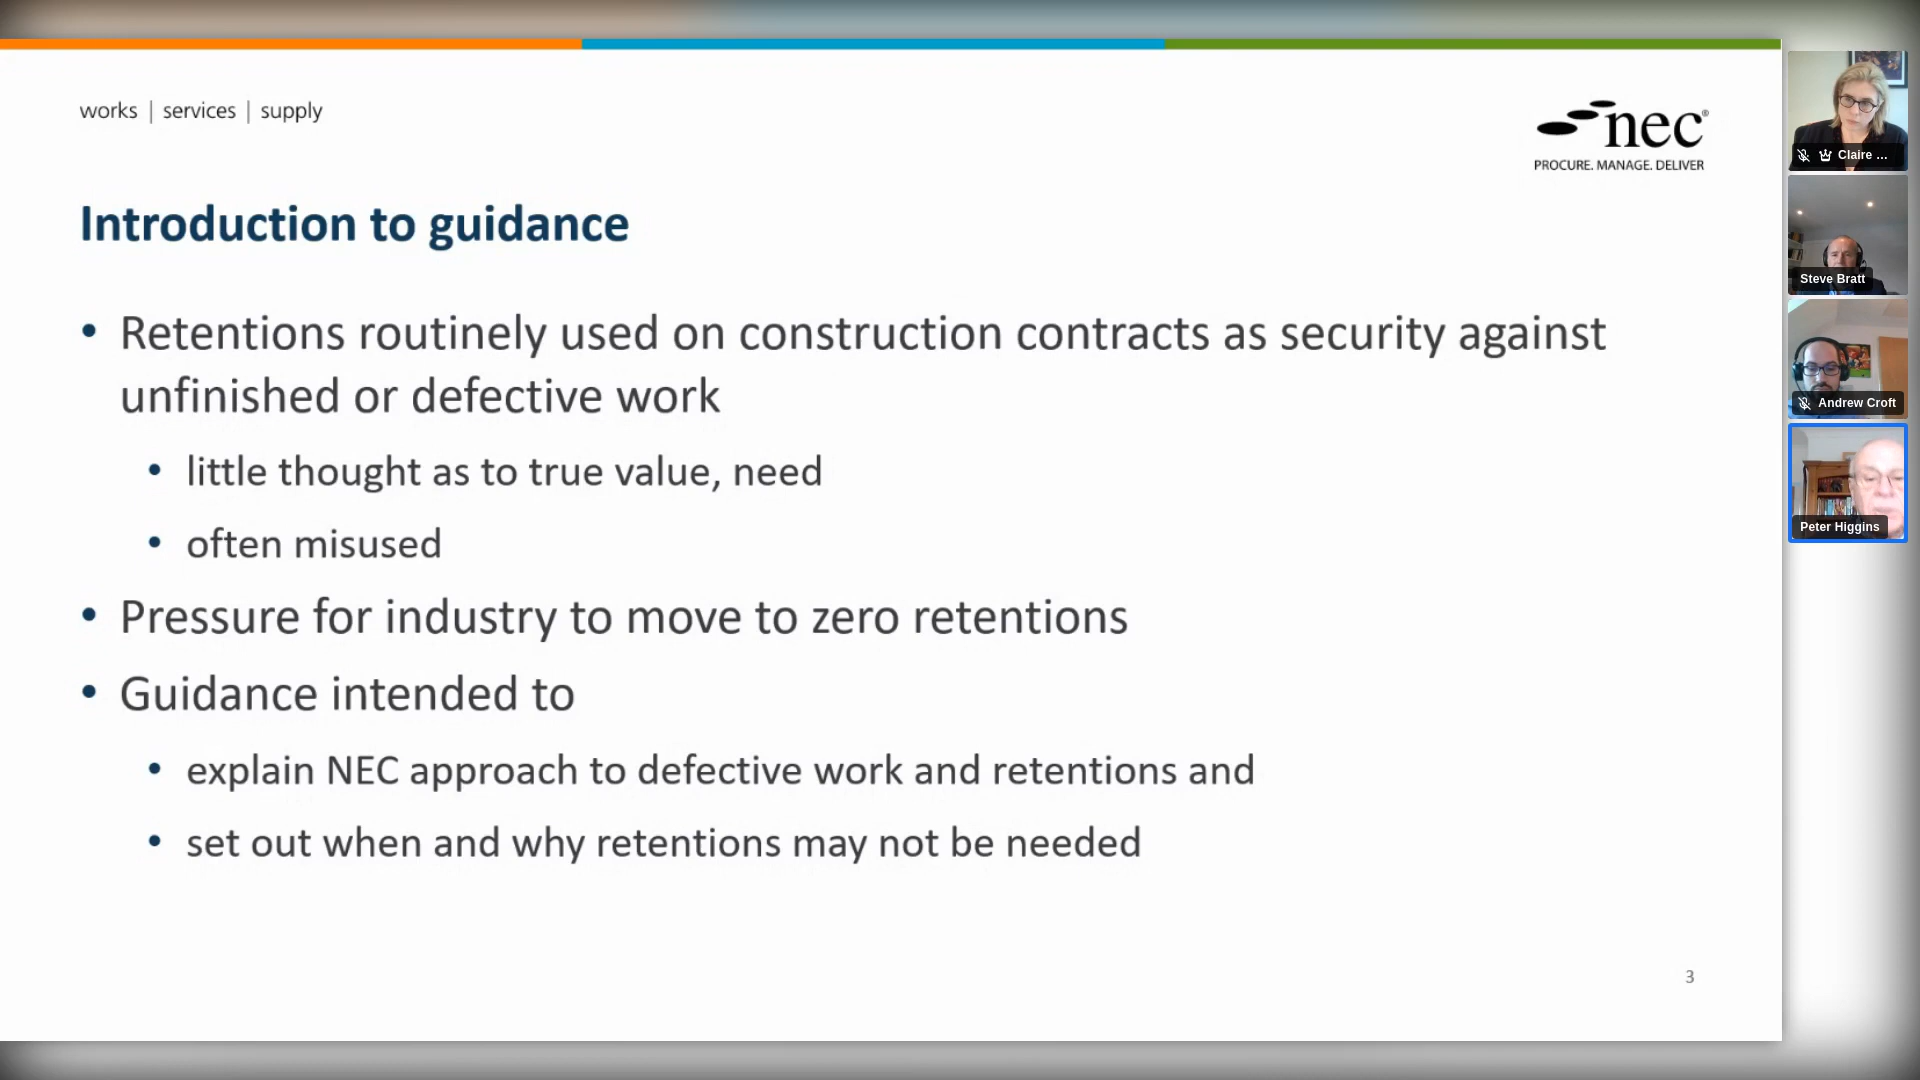 works | services | supply
nec®
PROCURE. MANAGE. DELIVER
Introduction to guidance
• Retentions routinely used on construction contracts as security against
unfinished or defective work
• little thought as to true value, need
• often misused
• Pressure for industry to move to zero retentions
• Guidance intended to
• explain NEC approach to defective work and retentions and
• set out when and why retentions may not be needed
3
Claire ...
Steve Bratt
Andrew Croft
Peter Higgins